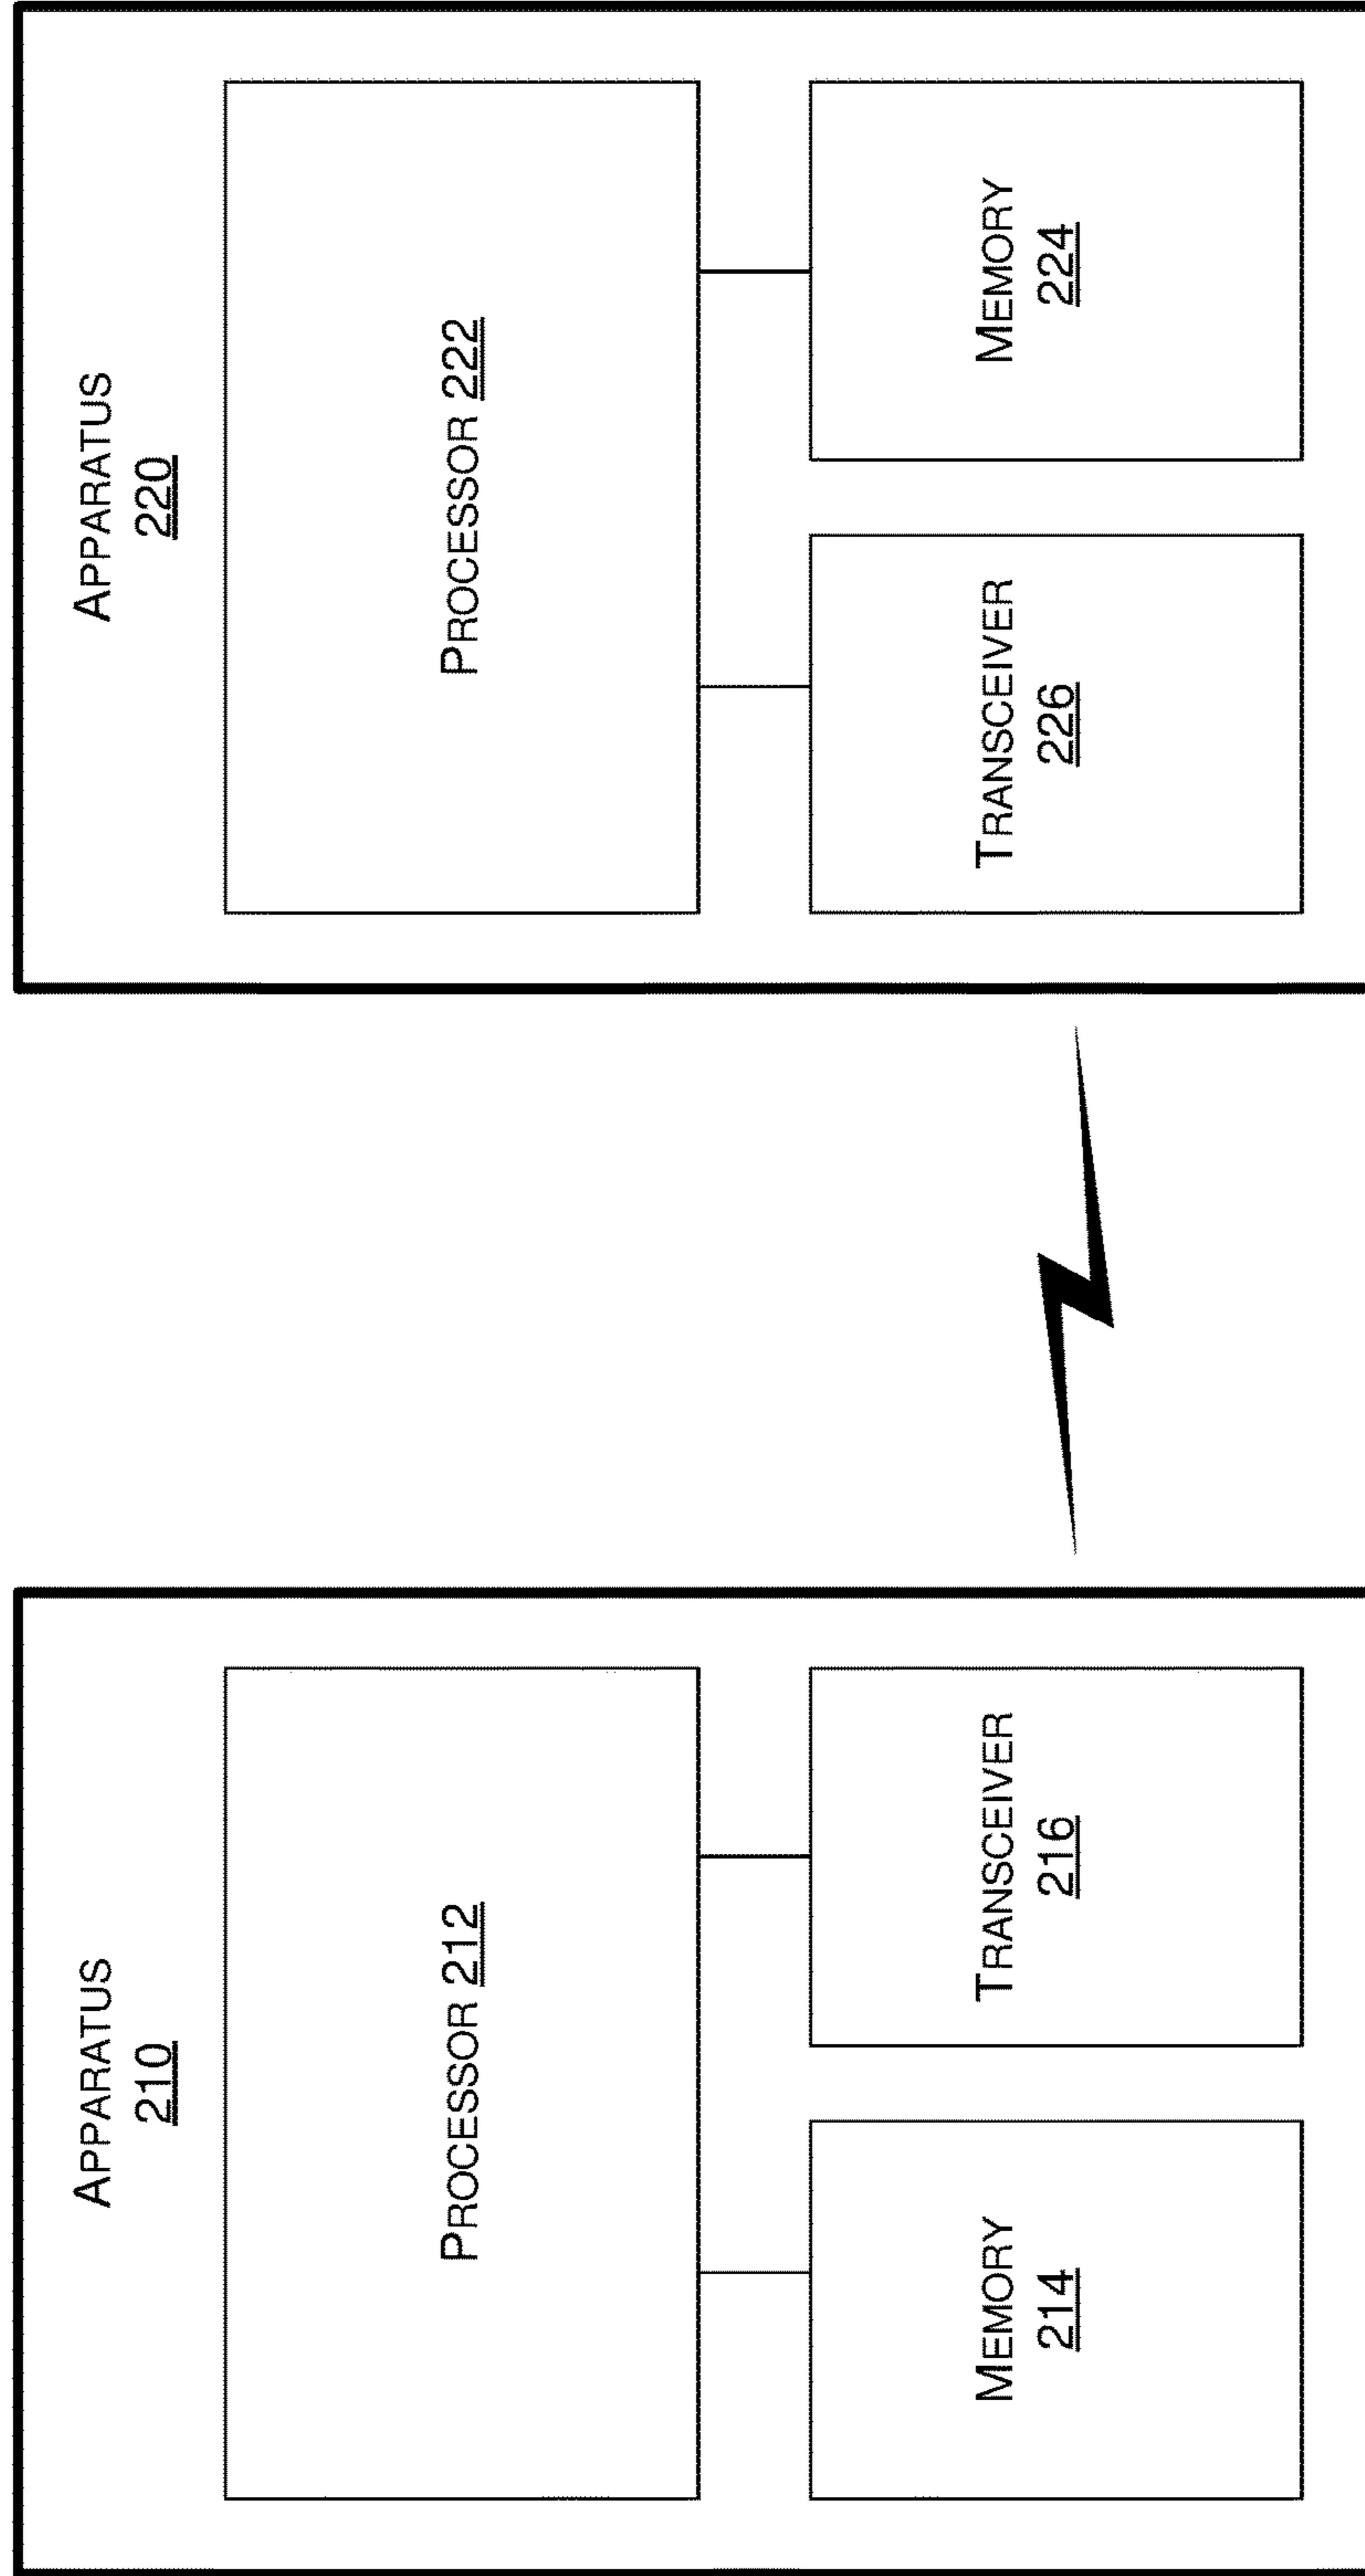 APPARATUS
210
PROCESSOR 212
MEMORY
214
TRANSCEIVER
216
APPARATUS
220
PROCESSOR 222
TRANSCEIVER
226
MEMORY
224